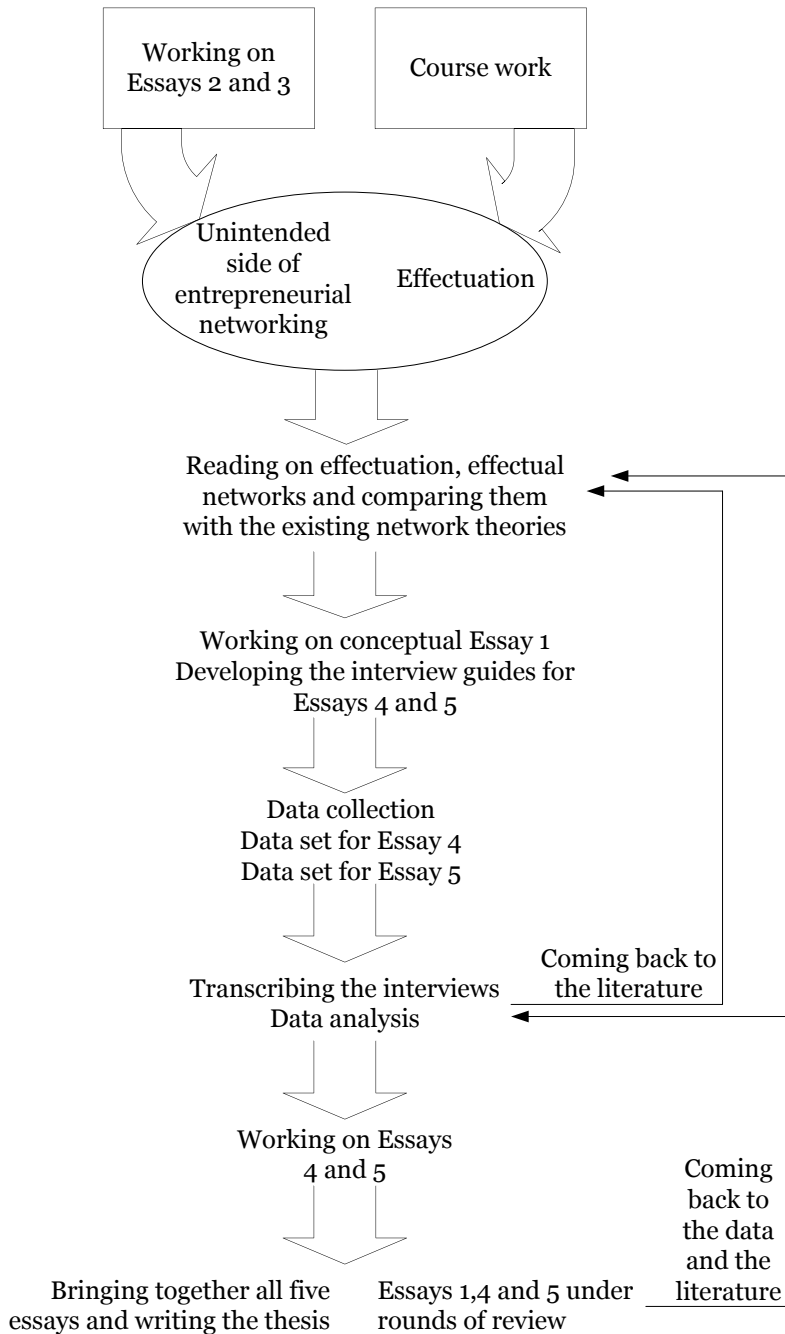 Working on
Essays 2 and 3
Course work
Unintended
side of
entrepreneurial
networking
Effectuation
Reading on effectuation, effectual
networks and comparing them
with the existing network theories
Working on conceptual Essay 1
Developing the interview guides for
Essays 4 and 5
Data collection
Data set for Essay 4
Data set for Essay 5
Transcribing the interviews
Data analysis
Coming back to
the literature
Working on Essays
4 and 5
Coming
back to
the data
and the
literature
Bringing together all five
essays and writing the thesis
Essays 1,4 and 5 under
rounds of review